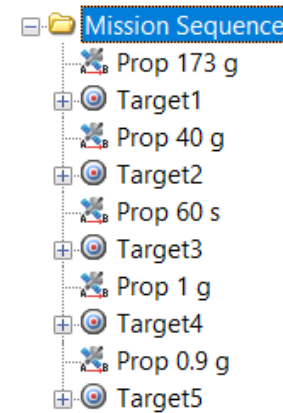 Mission Sequence
Prop 173 g
Target1
Prop 40 g
Target2
Prop 60 s
Target3
Prop 1 g
Target4
Prop 0.9 g
Target5